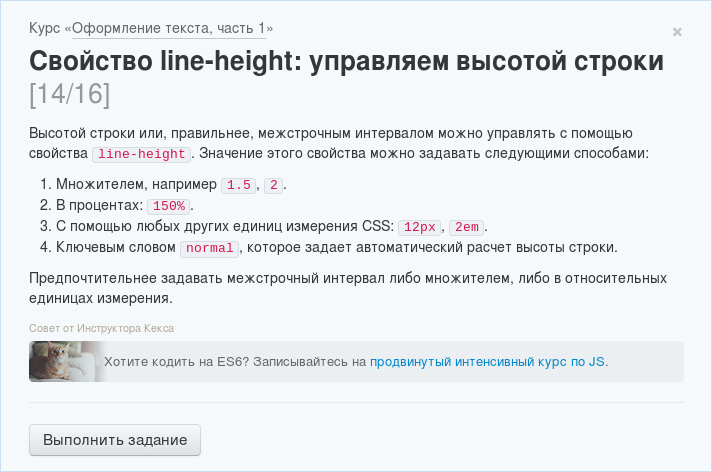 Курс «Оформление текста, часть 1»
×
Свойство line-height: управляем высотой строки
[14/16]
Высотой строки или, правильнее, межстрочным интервалом можно управлять с помощью
свойства line-height. Значение этого свойства можно задавать следующими способами:
1. Множителем, например 1.5, 2.
2. В процентах: 150%.
3. С помощью любых других единиц измерения CSS: 12px, 2em.
4. Ключевым словом normal, которое задает автоматический расчет высоты строки.
Предпочтительнее задавать межстрочный интервал либо множителем, либо в относительных
единицах измерения.
Совет от Инструктора Кекса
Хотите кодить на ES6? Записывайтесь на продвинутый интенсивный курс по JS.
Выполнить задание